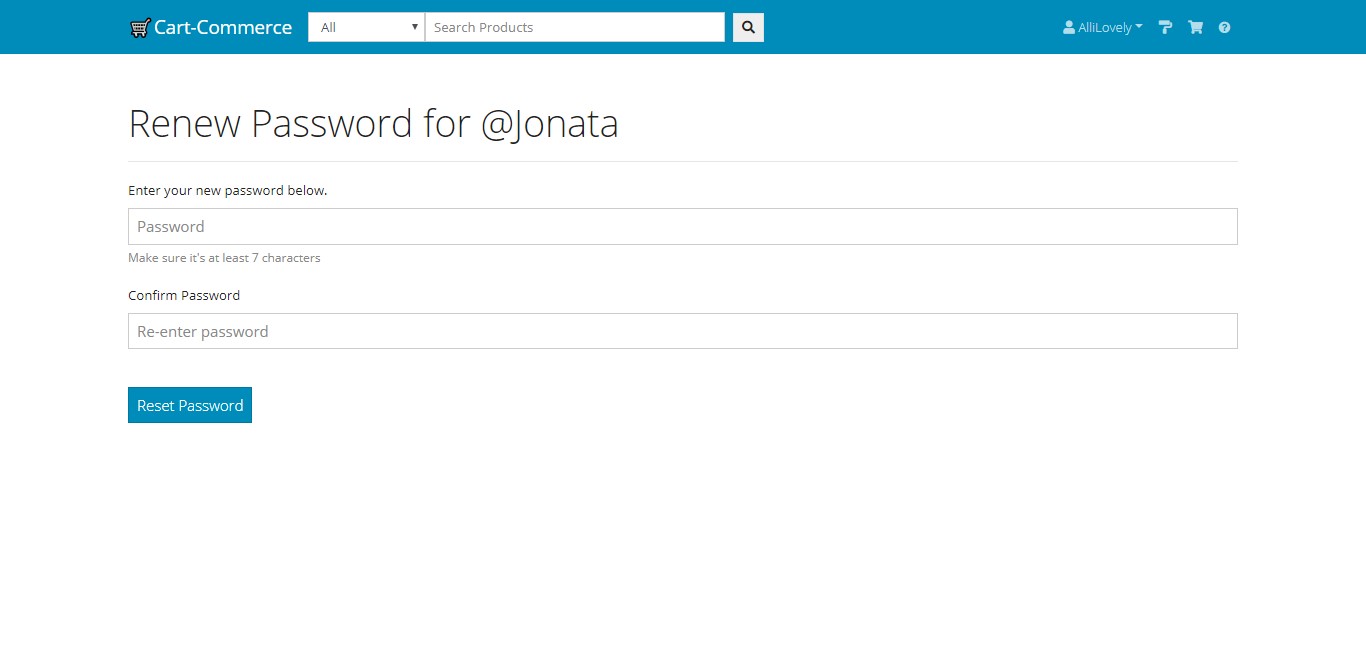 Cart-Commerce All Search Products AlliLovely
Renew Password for @Jonata
Enter your new password below.
Password
Make sure it's at least 7 characters
Confirm Password
Re-enter password
Reset Password